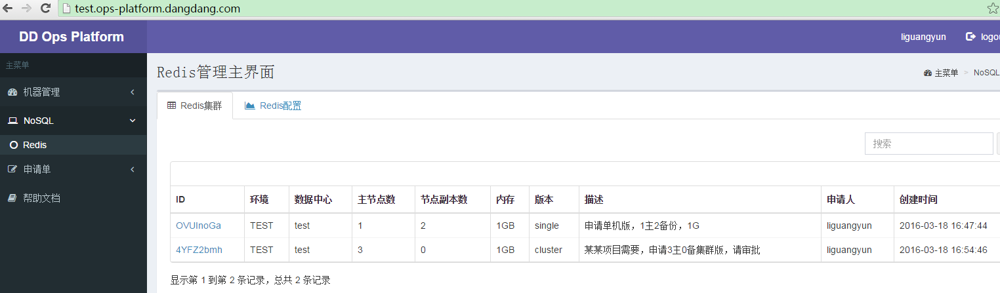 test.ops-platform.dangdang.com
DD Ops Platform
liguangyun logou
主菜单
Redis管理主界面
主菜单 > NoSQL
机器管理
NoSQL
Redis
申请单
帮助文档
Redis集群 Redis配置
搜索
ID 环境 数据中心 主节点数 节点副本数 内存 版本 描述 申请人 创建时间
OVUInoGa TEST test 1 2 1GB single 申请单机版，1主2备份，1G liguangyun 2016-03-18 16:47:44
4YFZ2bmh TEST test 3 0 1GB cluster 某某项目需要，申请3主0备集群版，请审批 liguangyun 2016-03-18 16:54:46
显示第 1 到第 2 条记录，总共 2 条记录